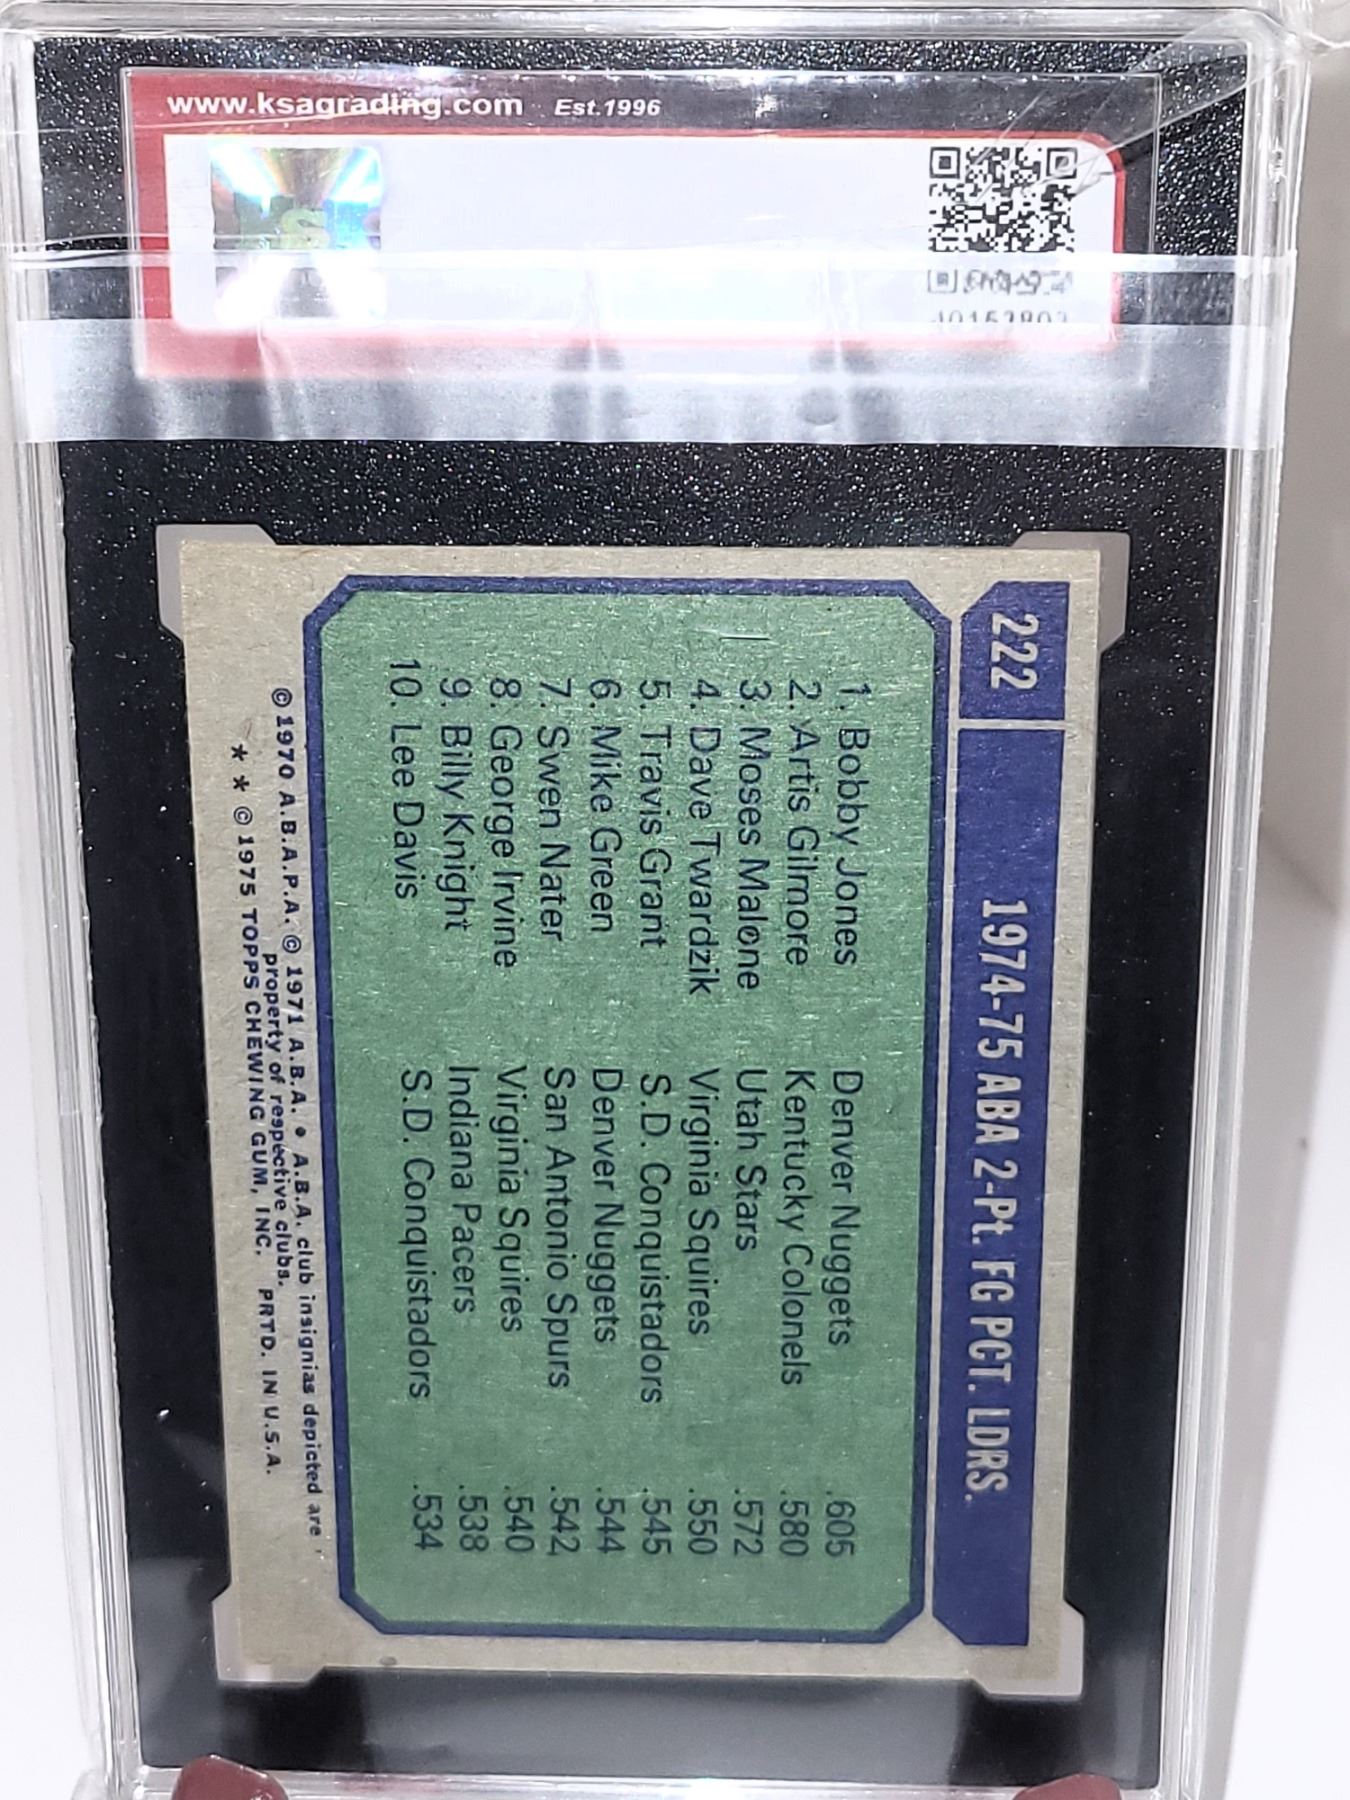 www.ksagrading.com Est.1996
222 1974-75 ABA 2-Pt. FG PCT. LDRS.
1. Bobby Jones Denver Nuggets .605
2. Artis Gilmore Kentucky Colonels .580
3. Moses Malone Utah Stars .572
4. Dave Twardzik Virginia Squires .550
5. Travis Grant S.D. Conquistadors .545
6. Mike Green Denver Nuggets .544
7. Swen Nater San Antonio Spurs .542
8. George Irvine Virginia Squires .540
9. Billy Knight Indiana Pacers .538
10. Lee Davis S.D. Conquistadors .534
© 1970 A.B.A.P.A. © 1971 A.B.A. • A.B.A. club insignias depicted are
property of respective clubs.
* * © 1975 TOPPS CHEWING GUM, INC. PRTD. IN U.S.A.